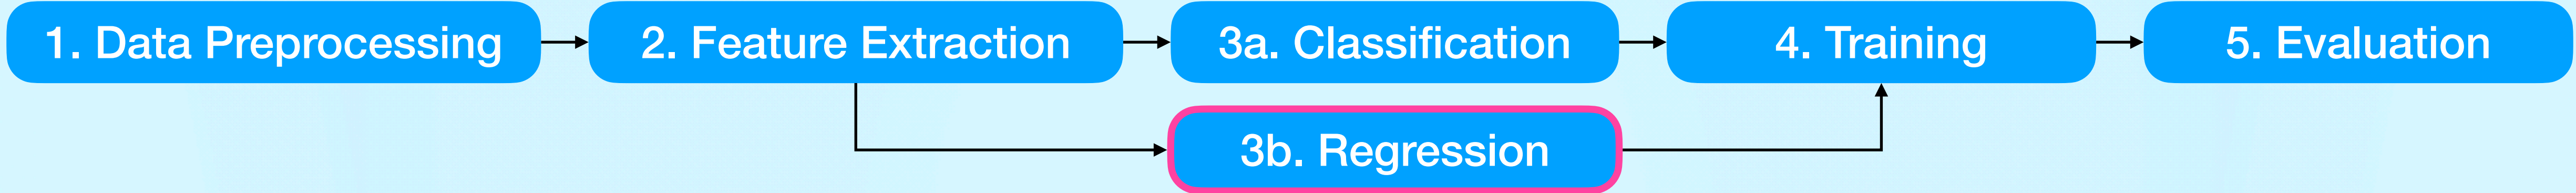 1. Data Preprocessing
2. Feature Extraction
3a. Classification
4. Training
5. Evaluation
3b. Regression